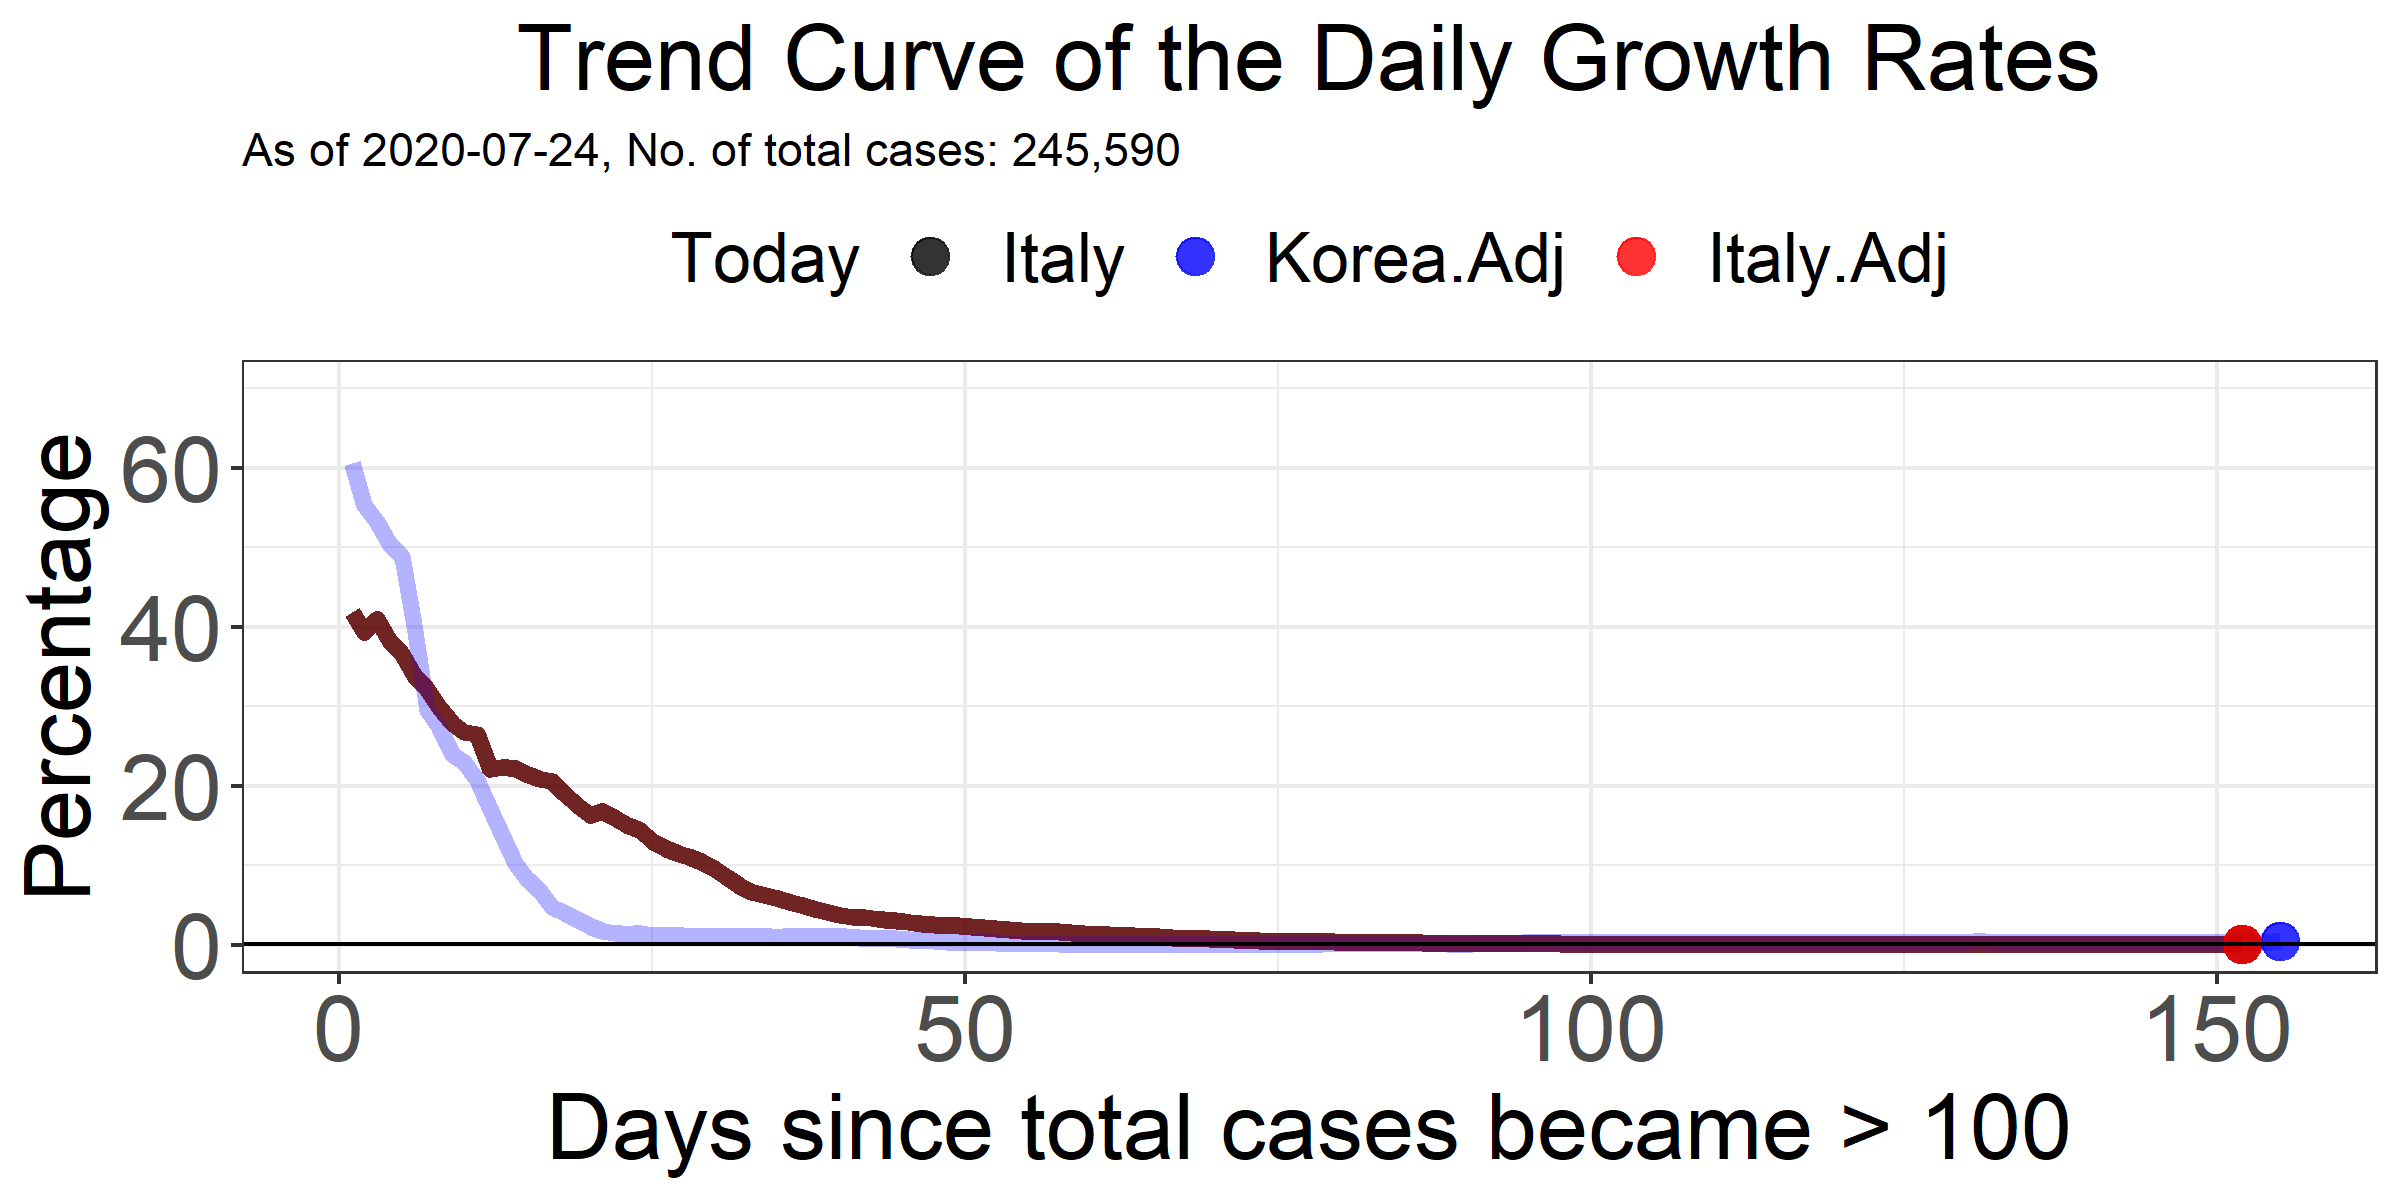 Trend Curve of the Daily Growth Rates
As of 2020-07-24, No. of total cases: 245,590
Today Italy Korea.Adj Italy.Adj
Percentage
60
40
20
0
0 50 100 150
Days since total cases became > 100